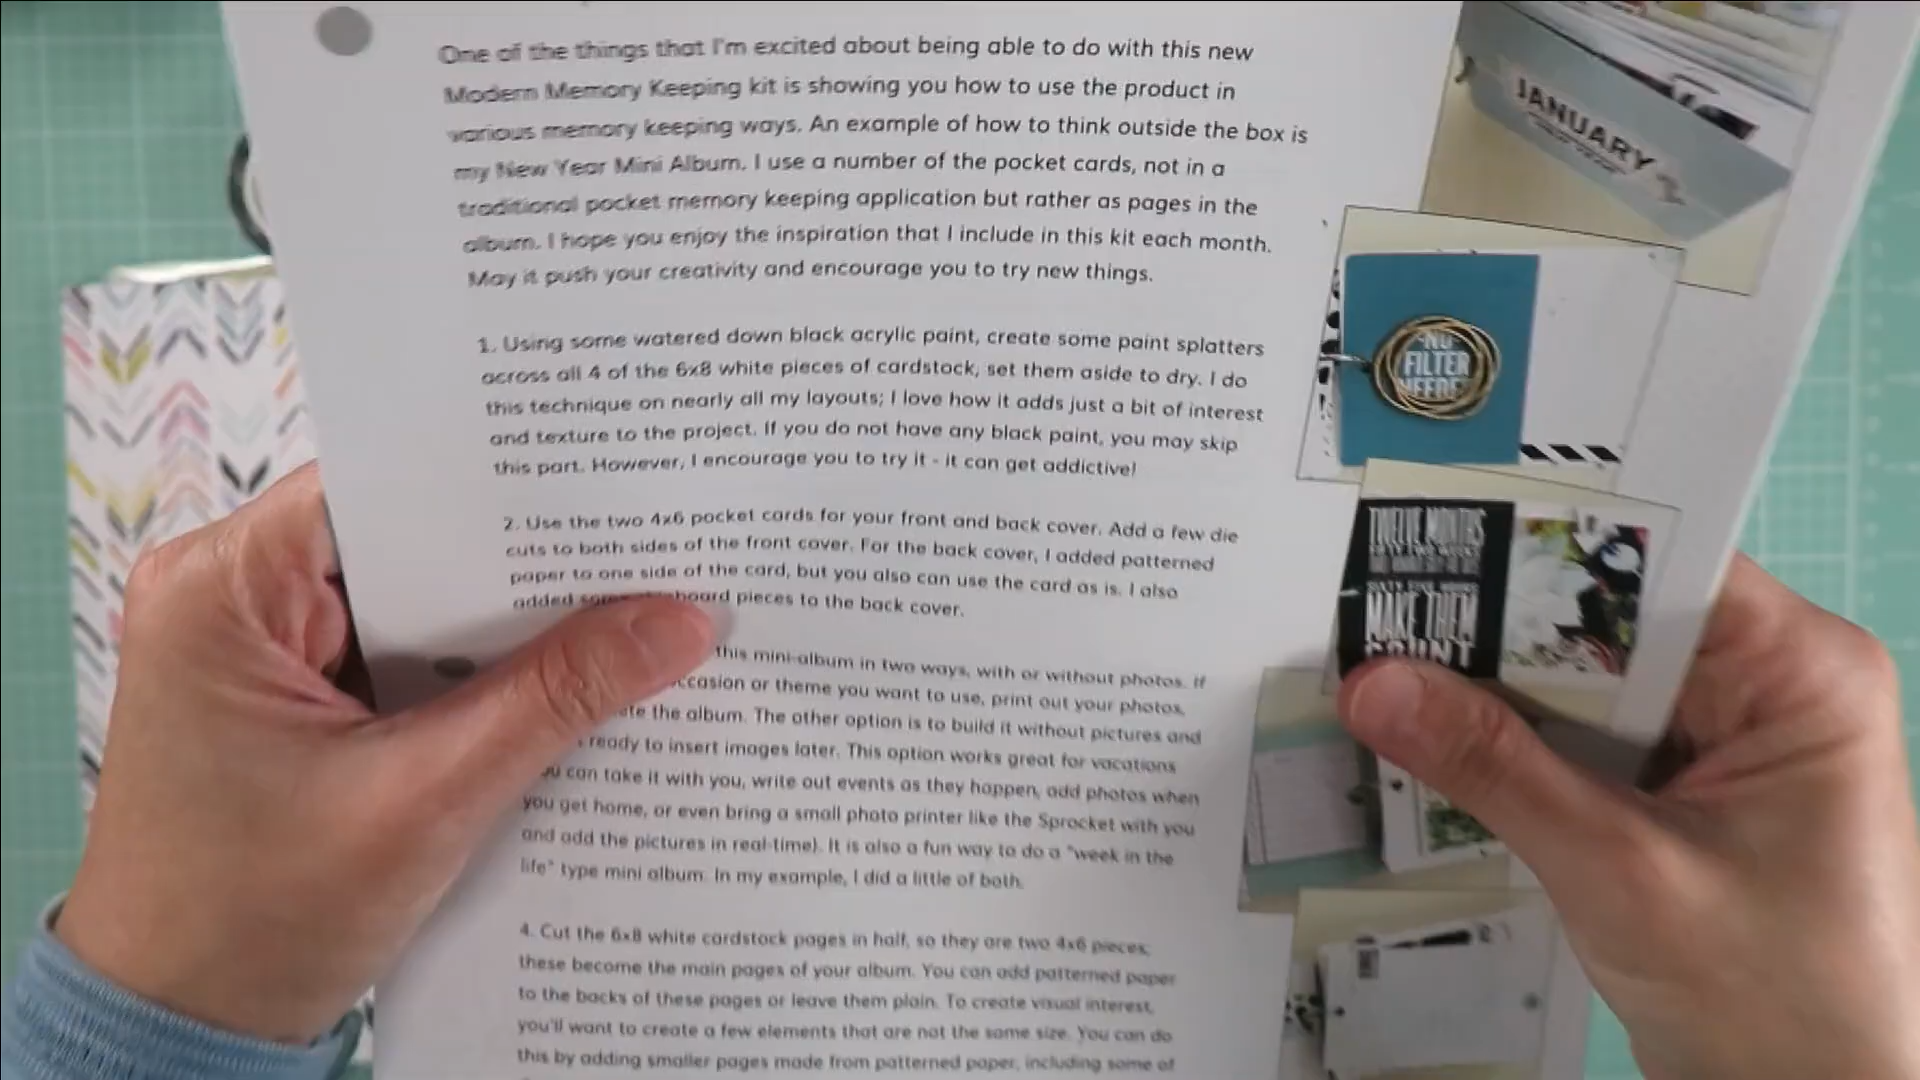 One of the things that I'm excited about being able to do with this new
Modern Memory Keeping kit is showing you how to use the product in
various memory keeping ways. An example of how to think outside the box is
my New Year Mini Album. I use a number of the pocket cards, not in a
traditional pocket memory keeping application but rather as pages in the
album. I hope you enjoy the inspiration that I include in this kit each month.
May it push your creativity and encourage you to try new things.
1. Using some watered down black acrylic paint, create some paint splatters
across all 4 of the 6x8 white pieces of cardstock, set them aside to dry. I do
this technique on nearly all my layouts; I love how it adds just a bit of interest
and texture to the project. If you do not have any black paint, you may skip
this part. However, I encourage you to try it - it can get addictive!
2. Use the two 4x6 pocket cards for your front and back cover. Add a few die
cuts to both sides of the front cover. For the back cover, I added patterned
paper to one side of the card, but you also can use the card as is. I also
added pieces to the back cover.
this mini-album in two ways, with or without photos. If
or theme you want to use, print out your photos,
the album. The other option is to build it without pictures and
ready to insert images later. This option works great for vacations
can take it with you, write out events as they happen, add photos when
you get home, or even bring a small photo printer like the Sprocket with you
and add the pictures in real-time). It is also a fun way to do a "week in the
life" type mini album. In my example, I did a little of both.
4. Cut the 6x8 white cardstock pages in half, so they are two 4x6 pieces;
these become the main pages of your album. You can add patterned paper
to the backs of these pages or leave them plain. To create visual interest,
you'll want to create a few elements that are not the same size. You can do
this by adding smaller pages made from patterned paper, including some of
JANUARY
NO
FILTER
TWELVE MONTHS
MAKE THEM
COUNT